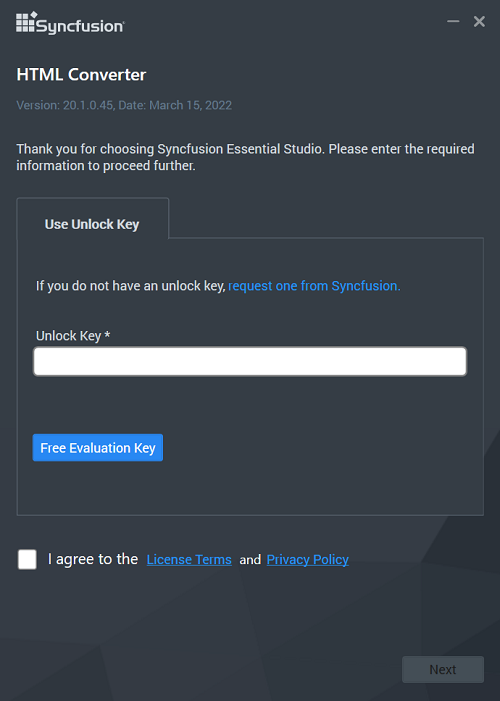 Syncfusion
HTML Converter
Version: 20.1.0.45, Date: March 15, 2022
Thank you for choosing Syncfusion Essential Studio. Please enter the required
information to proceed further.
Use Unlock Key
If you do not have an unlock key, request one from Syncfusion.
Unlock Key *
Free Evaluation Key
I agree to the License Terms and Privacy Policy
Next